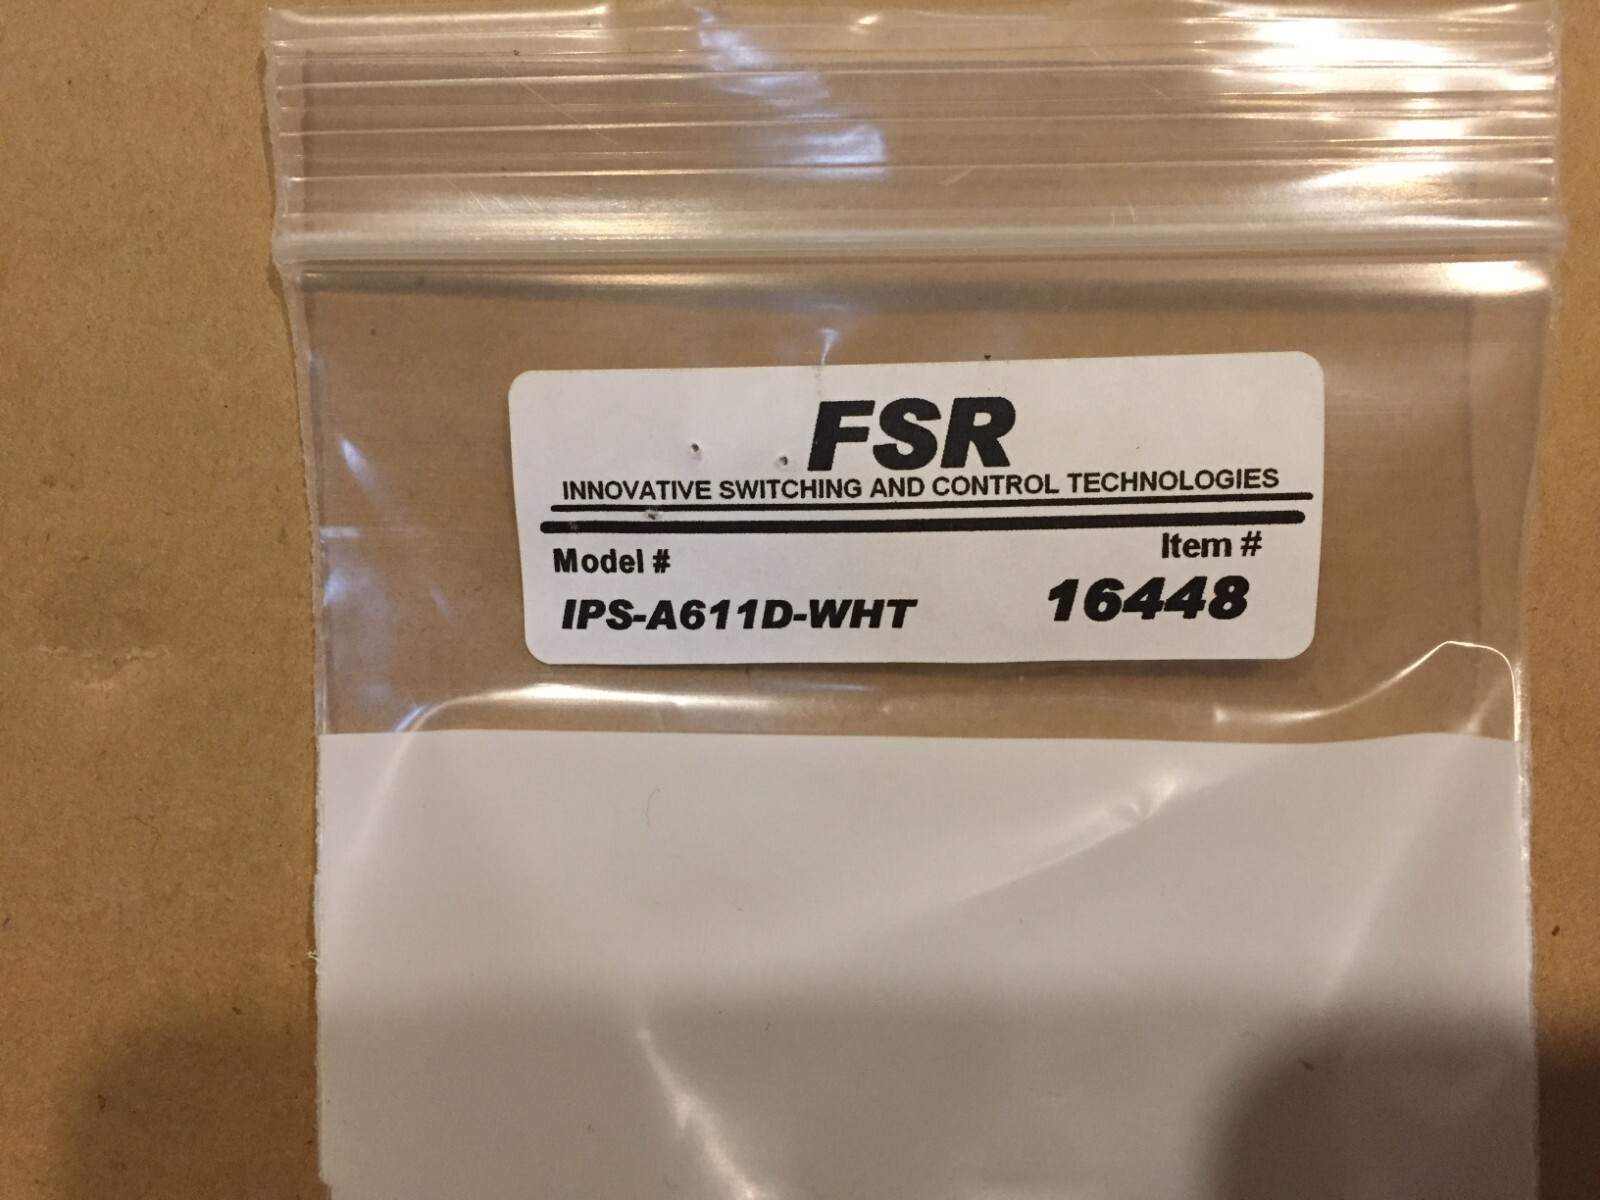 FSR
INNOVATIVE SWITCHING AND CONTROL TECHNOLOGIES
Model # Item #
IPS-A611D-WHT 16448